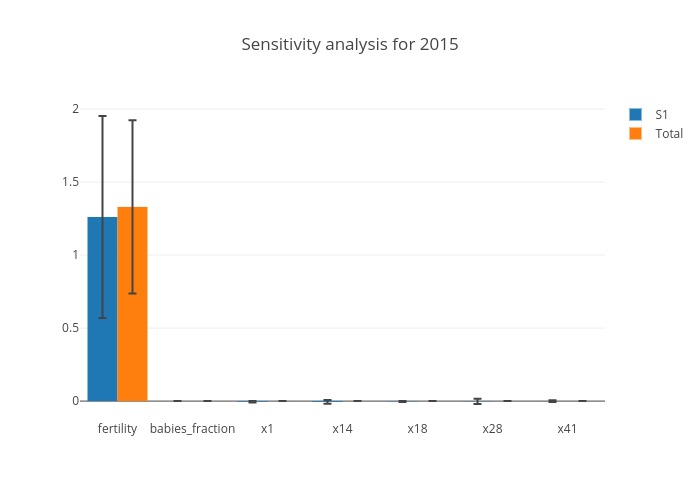 Sensitivity analysis for 2015
S1
Total
2
1.5
1
0.5
0
fertility babies_fraction x1 x14 x18 x28 x41